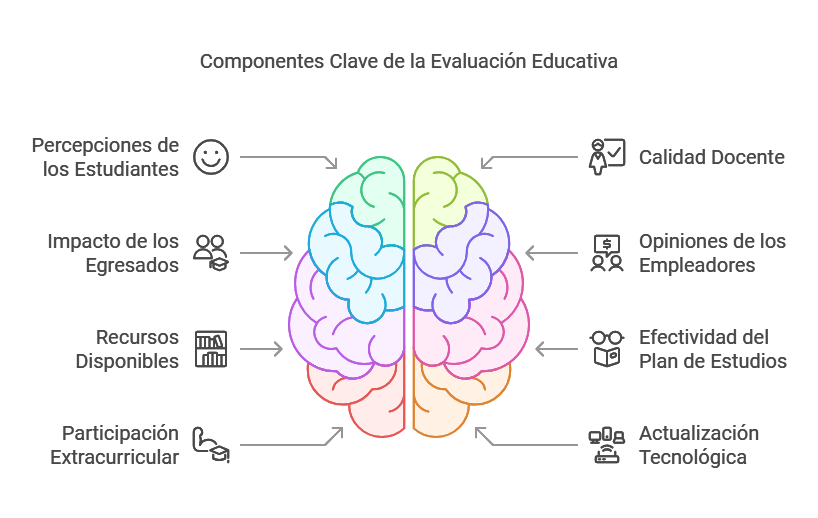 Componentes Clave de la Evaluación Educativa
Percepciones de
los Estudiantes
Impacto de los
Egresados
Recursos
Disponibles
Participación
Extracurricular
Calidad Docente
Opiniones de los
Empleadores
Efectividad del
Plan de Estudios
Actualización
Tecnológica